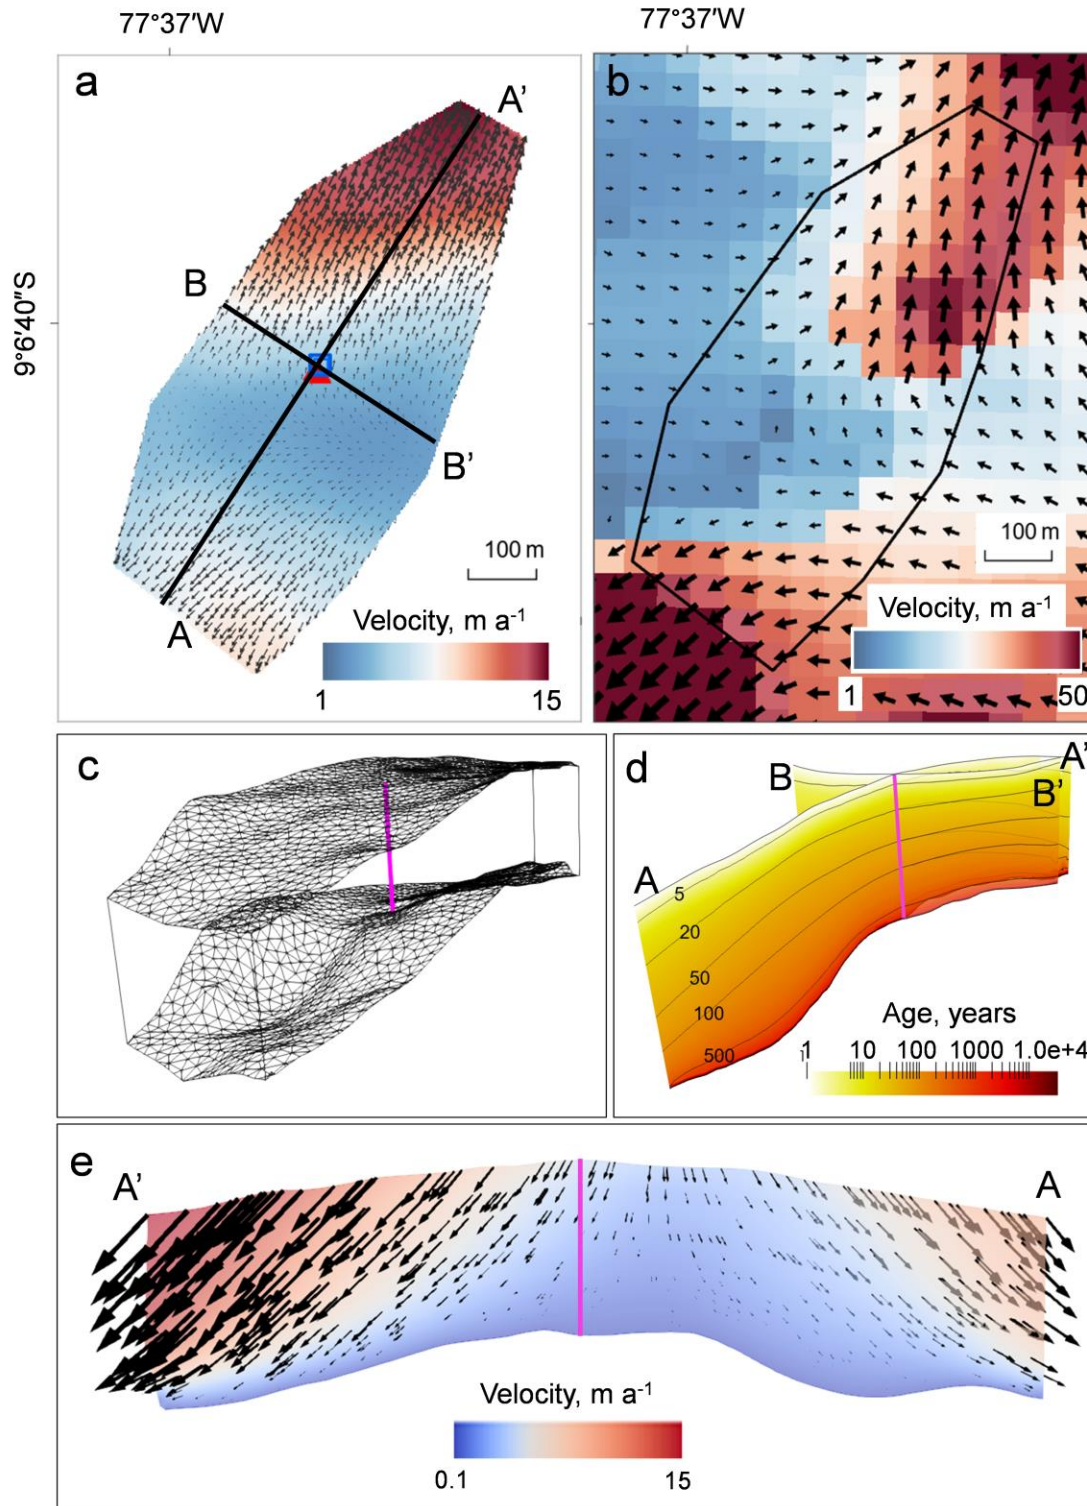 77°37′W
77°37′W
9°6′40″S
a
A'
B
B'
A
100 m
Velocity, m a⁻¹
1
15
b
100 m
Velocity, m a⁻¹
1
50
c
d
B
A'
B'
A
5
20
50
100
500
Age, years
1
10
100
1000
1.0e+4
e
A'
A
Velocity, m a⁻¹
0.1
15